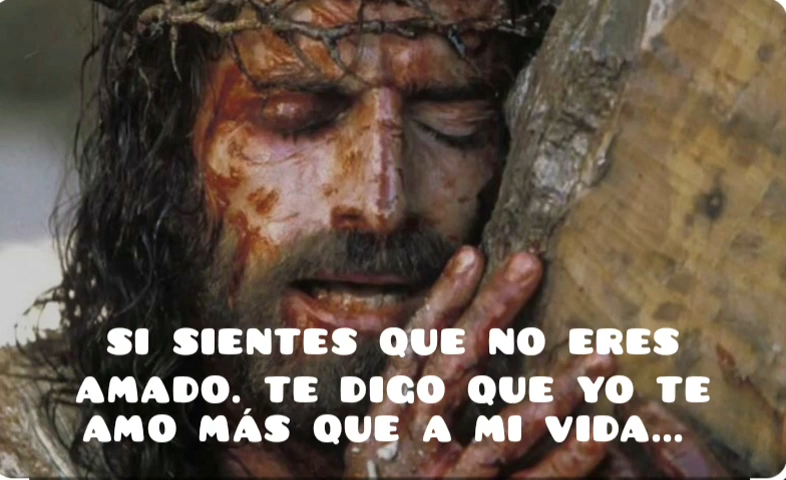 SI SIENTES QUE NO ERES
AMADO. TE DIGO QUE YO TE
AMO MÁS QUE A MI VIDA...